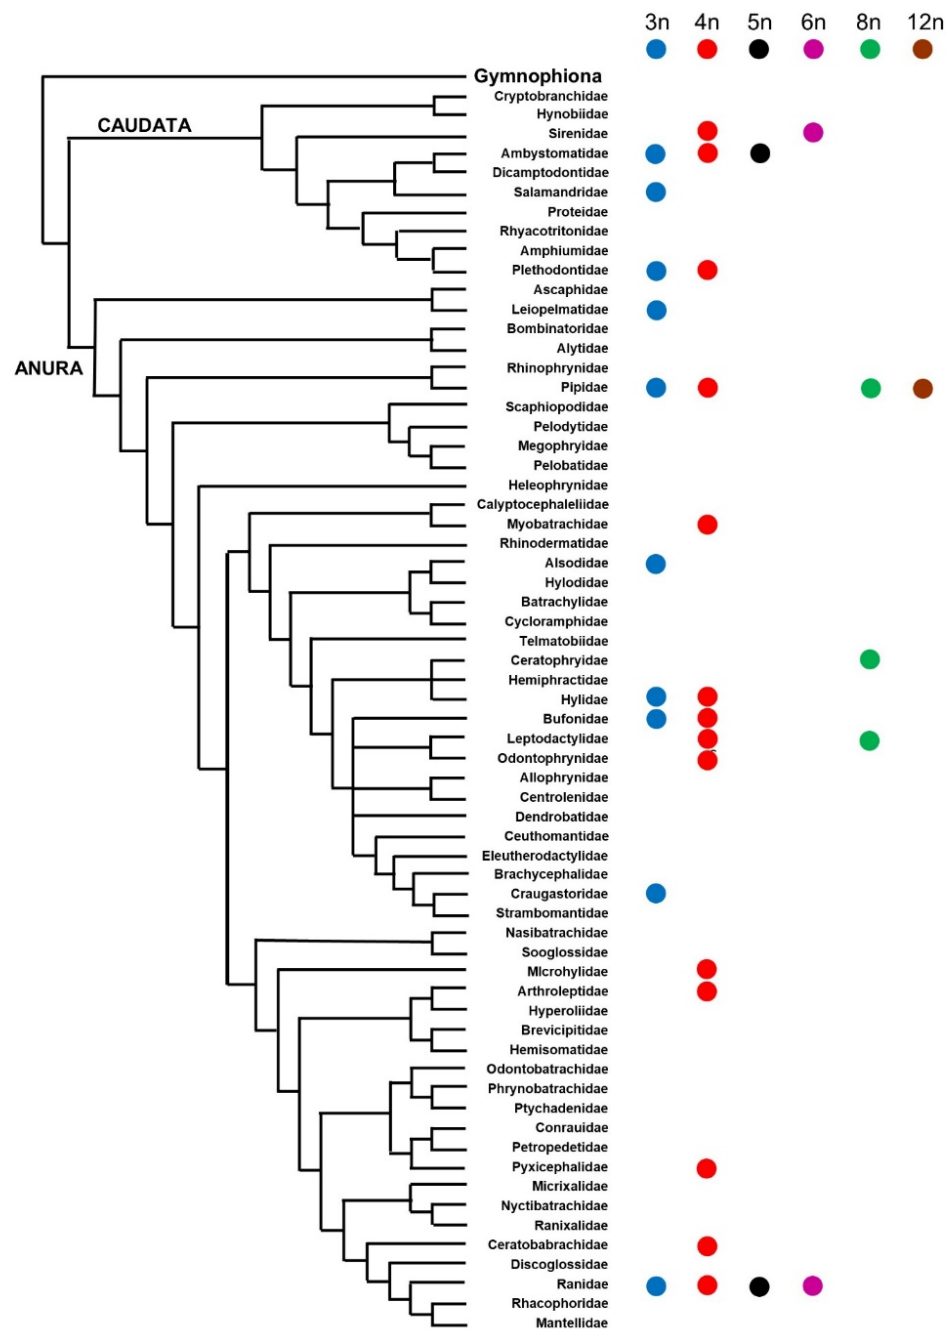 3n 4n 5n 6n 8n 12n
Gymnophiona
Cryptobranchidae
Hynobiidae
CAUDATA
Sirenidae
Ambystomatidae
Dicamptodontidae
Salamandridae
Proteidae
Rhyacotritonidae
Amphiumidae
Plethodontidae
Ascaphidae
Leiopelmatidae
Bombinatoridae
Alytidae
ANURA
Rhinophrynidae
Pipidae
Scaphiopodidae
Pelodytidae
Megophryidae
Pelobatidae
Heleophrynidae
Calyptocephaleliidae
Myobatrachidae
Rhinodermatidae
Alsodidae
Hylodidae
Batrachylidae
Cycloramphidae
Telmatobiidae
Ceratophryidae
Hemiphractidae
Hylidae
Bufonidae
Leptodactylidae
Odontophrynidae
Allophrynidae
Centrolenidae
Dendrobatidae
Ceuthomantidae
Eleutherodactylidae
Brachycephalidae
Craugastoridae
Strambomantidae
Nasibatrachidae
Sooglossidae
MIcrohylidae
Arthroleptidae
Hyperoliidae
Brevicipitidae
Hemisomatidae
Odontobatrachidae
Phrynobatrachidae
Ptychadenidae
Conrauidae
Petropedetidae
Pyxicephalidae
Micrixalidae
Nyctibatrachidae
Ranixalidae
Ceratobabrachidae
Discoglossidae
Ranidae
Rhacophoridae
Mantellidae